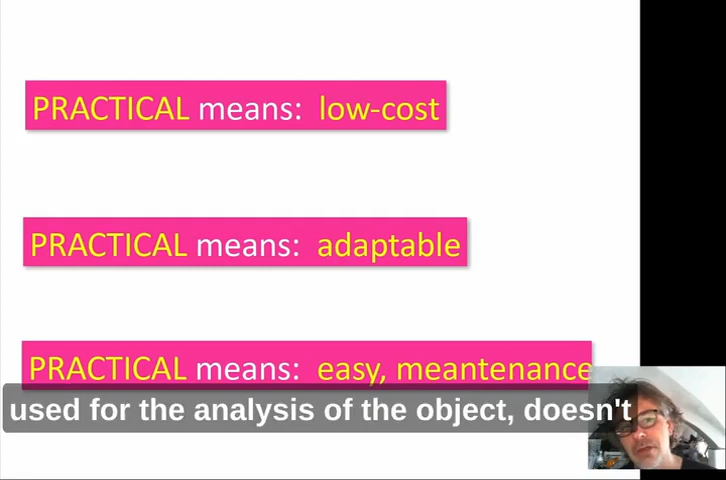 PRACTICAL means: low-cost
PRACTICAL means: adaptable
PRACTICAL means: easy, meantenance
used for the analysis of the object, doesn't